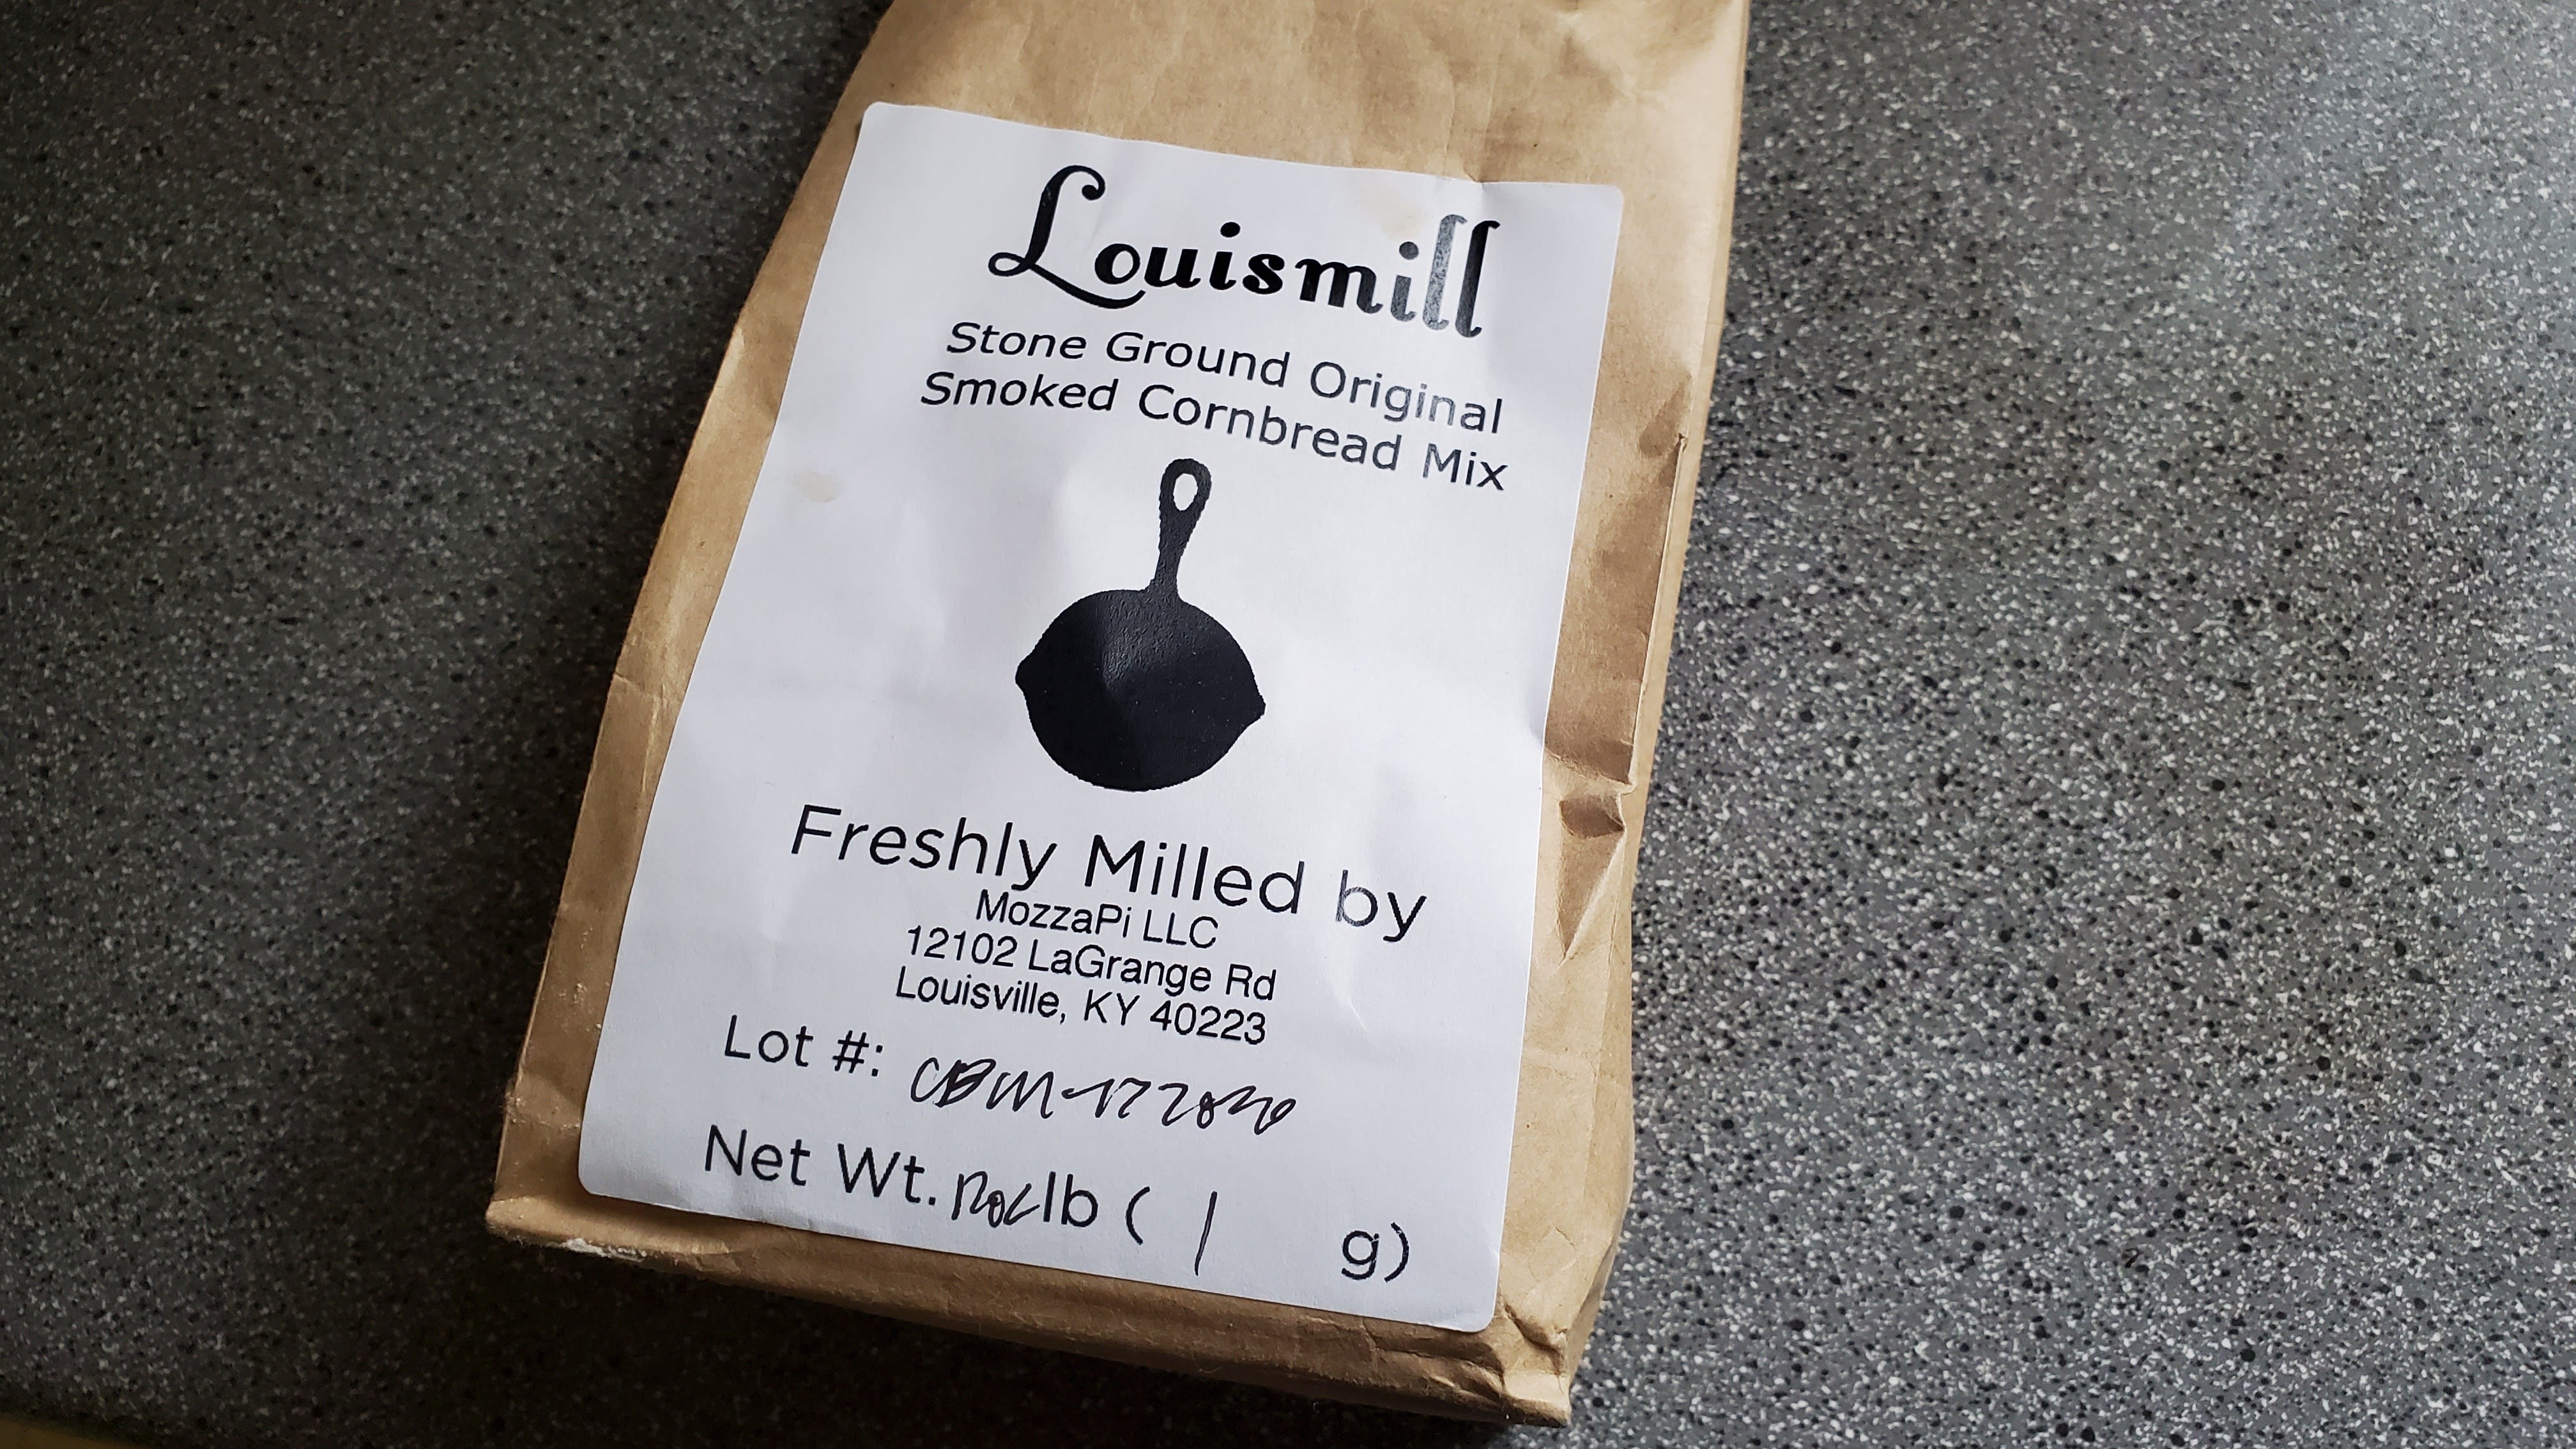 Louismill
Stone Ground Original
Smoked Cornbread Mix
Freshly Milled by
MozzaPi LLC
12102 LaGrange Rd
Louisville, KY 40223
Lot #:
Net Wt. lb ( g)